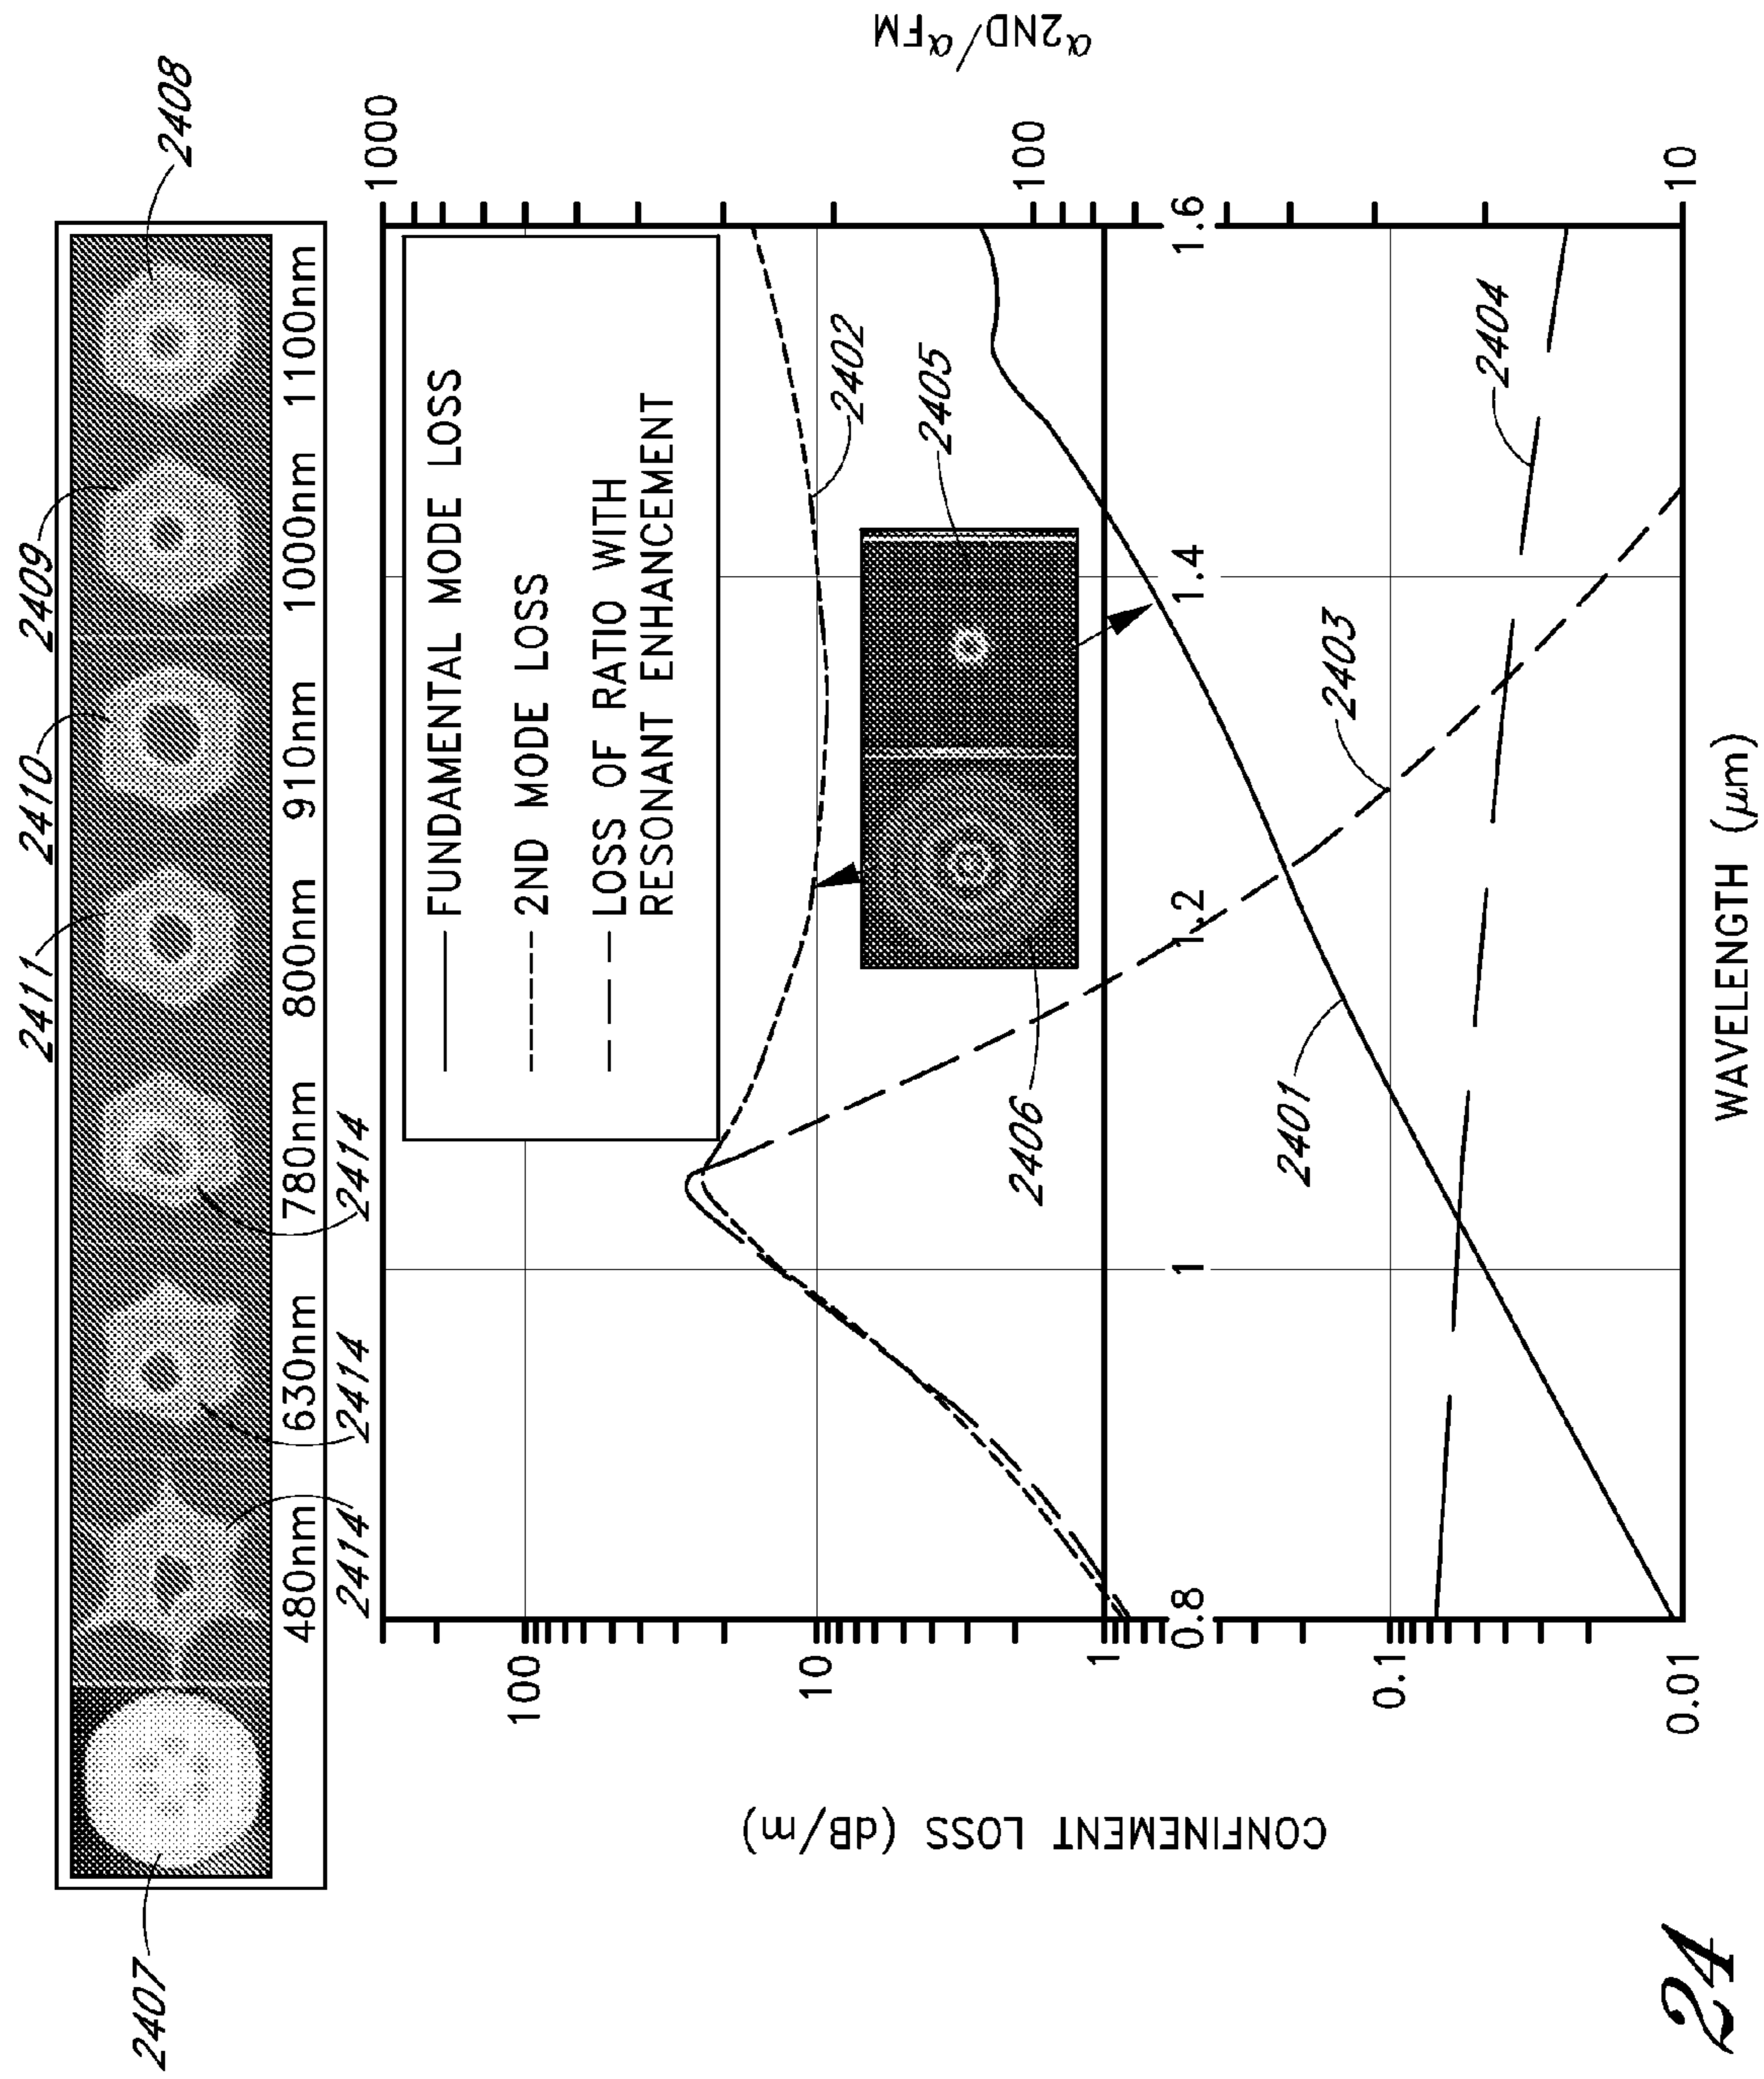 2407
2411
2410
2409
2408
480nm 630nm 780nm 800nm 910nm 1000nm 1100nm
2414 2414 2414
FUNDAMENTAL MODE LOSS
2ND MODE LOSS
LOSS OF RATIO WITH
RESONANT ENHANCEMENT
CONFINEMENT LOSS (dB/m)
100
10
1
0.1
0.01
1000
100
10
α2ND/αFM
2402
2405
2406
2401
2403
2404
0.8 1 1.2 1.4 1.6
WAVELENGTH (μm)
24